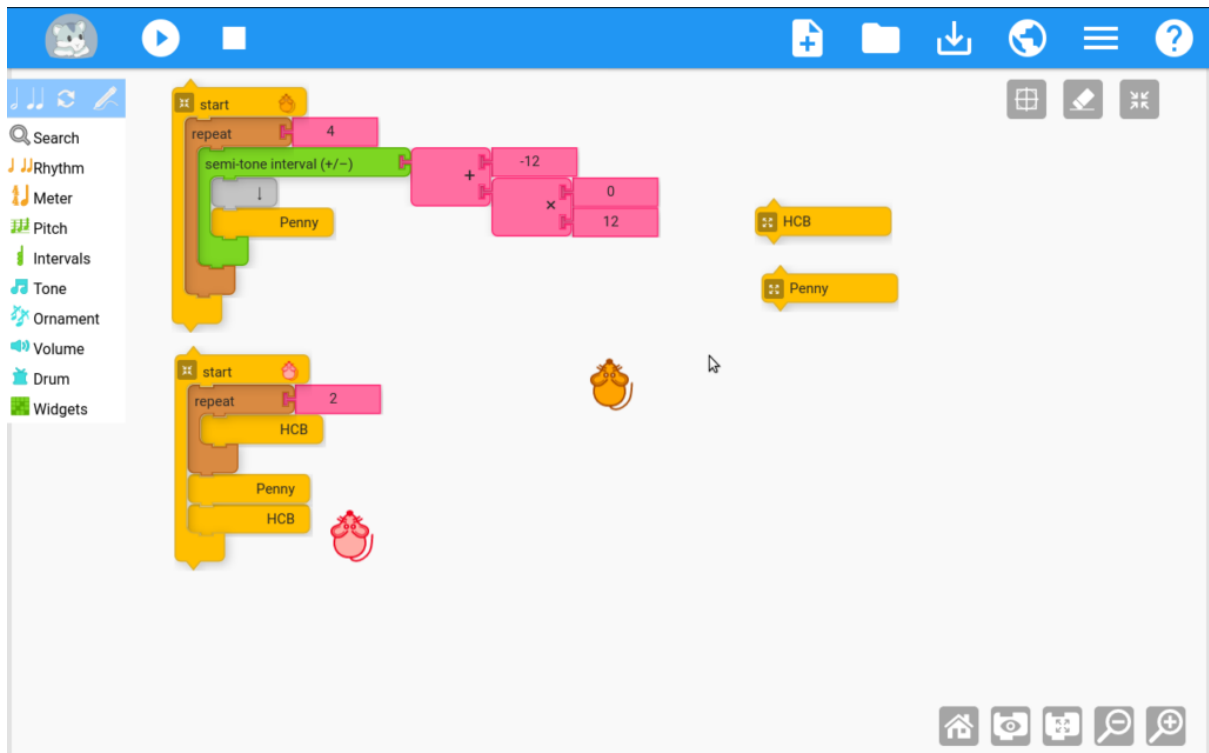 start
repeat 4
semi-tone interval (+/−) + -12
× 0
12
Penny
Search
Rhythm
Meter
Pitch
Intervals
Tone
Ornament
Volume
Drum
Widgets
HCB
Penny
start
repeat 2
HCB
Penny
HCB
?